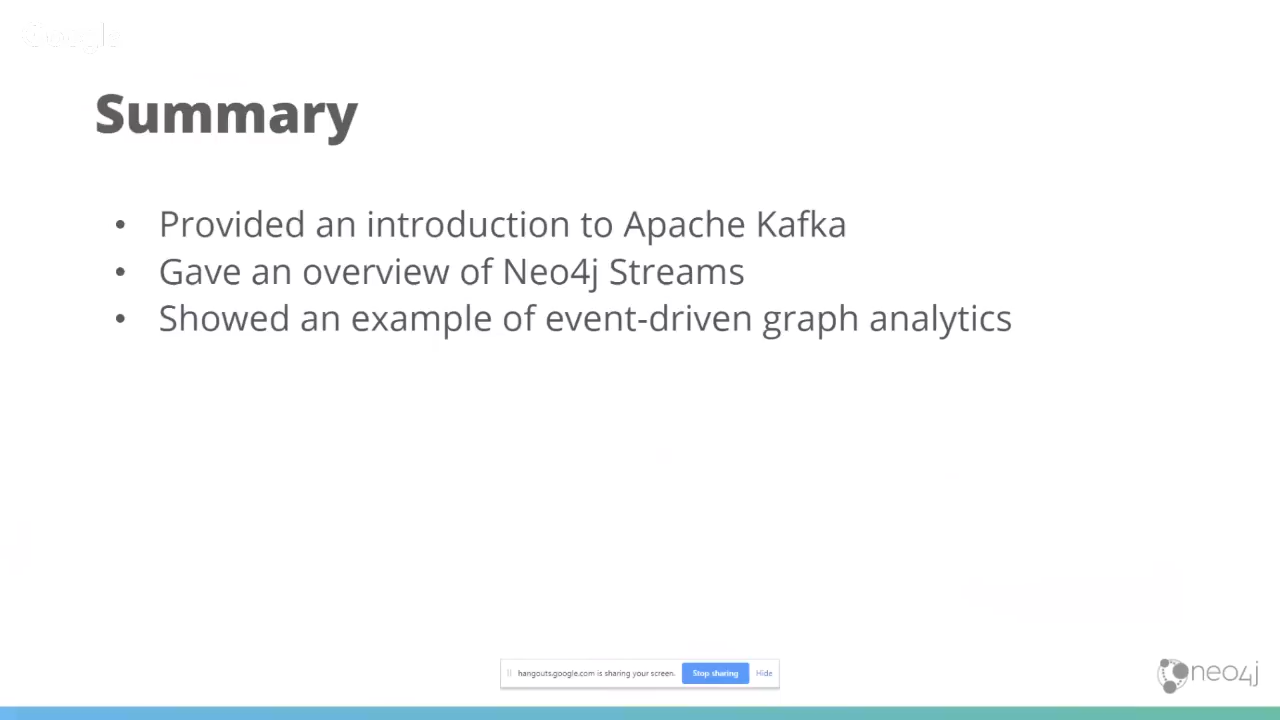 Google
Summary
• Provided an introduction to Apache Kafka
• Gave an overview of Neo4j Streams
• Showed an example of event-driven graph analytics
hangouts.google.com is sharing your screen. Stop sharing Hide
neo4j